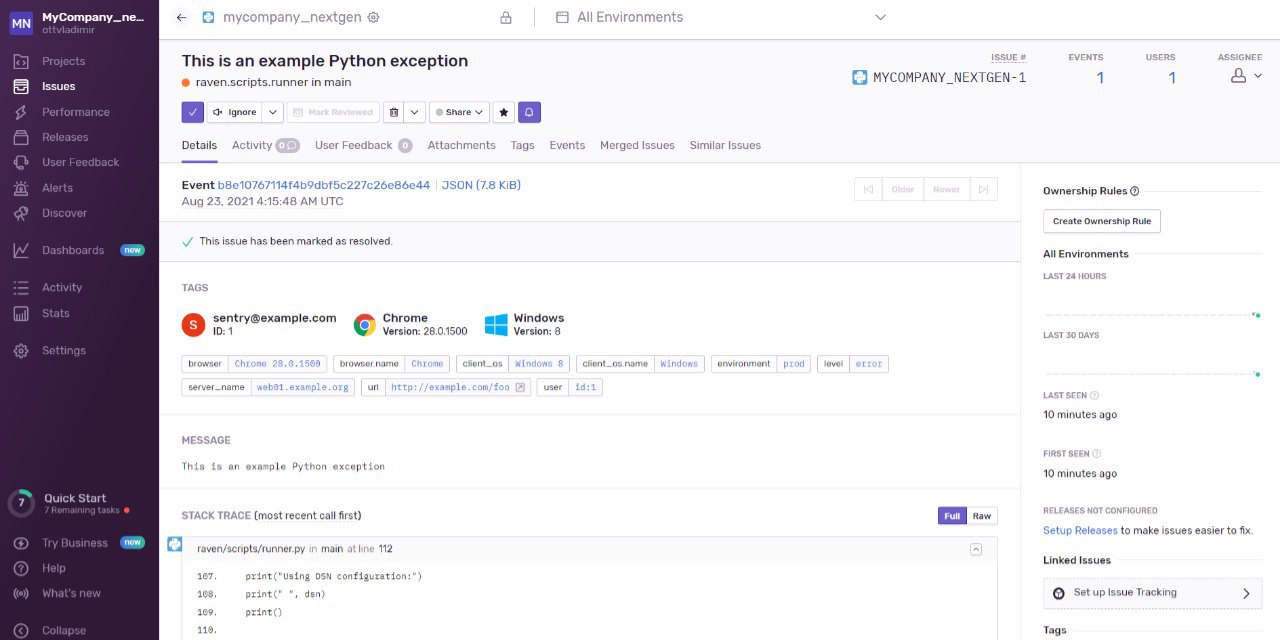 MN
MyCompany_ne...
ottvladimir
Projects
Issues
Performance
Releases
User Feedback
Alerts
Discover
Dashboards new
Activity
Stats
Settings
7
Quick Start
7 Remaining tasks
Try Business new
Help
What's new
Collapse
mycompany_nextgen
All Environments
This is an example Python exception
raven.scripts.runner in main
ISSUE # EVENTS USERS ASSIGNEE
MYCOMPANY_NEXTGEN-1 1 1
Ignore Mark Reviewed Share
Details Activity 0 User Feedback 0 Attachments Tags Events Merged Issues Similar Issues
Event b8e10767114f4b9dbf5c227c26e86e44 JSON (7.8 KiB)
Aug 23, 2021 4:15:48 AM UTC
Older Newer
This issue has been marked as resolved.
TAGS
S
sentry@example.com
ID: 1
Chrome
Version: 28.0.1500
Windows
Version: 8
browser Chrome 28.0.1500 browser.name Chrome client_os Windows 8 client_os.name Windows environment prod level error
server_name web01.example.org url http://example.com/foo user id:1
MESSAGE
This is an example Python exception
STACK TRACE (most recent call first)
Full Raw
raven/scripts/runner.py in main at line 112
107. print("Using DSN configuration:")
108. print(" ", dsn)
109. print()
110.
Ownership Rules
Create Ownership Rule
All Environments
LAST 24 HOURS
LAST 30 DAYS
LAST SEEN
10 minutes ago
FIRST SEEN
10 minutes ago
RELEASES NOT CONFIGURED
Setup Releases to make issues easier to fix.
Linked Issues
Set up Issue Tracking
Tags